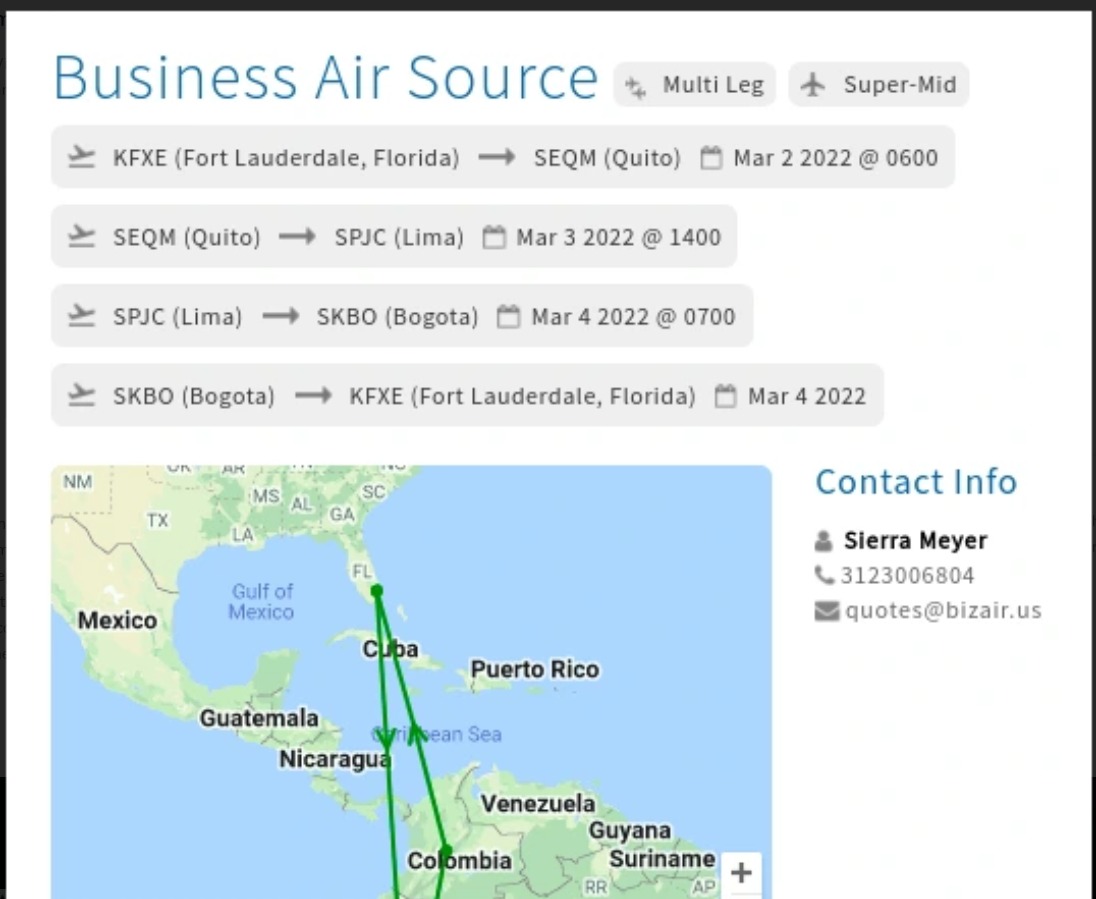 Business Air Source Multi Leg Super-Mid
KFXE (Fort Lauderdale, Florida) → SEQM (Quito) Mar 2 2022 @ 0600
SEQM (Quito) → SPJC (Lima) Mar 3 2022 @ 1400
SPJC (Lima) → SKBO (Bogota) Mar 4 2022 @ 0700
SKBO (Bogota) → KFXE (Fort Lauderdale, Florida) Mar 4 2022
Contact Info
Sierra Meyer
3123006804
quotes@bizair.us
OK AR NC
NM
MS AL SC
TX LA GA
FL
Gulf of
Mexico
Mexico
Cuba
Puerto Rico
Guatemala
Caribbean Sea
Nicaragua
Venezuela
Guyana
Colombia Suriname
RR AP
+